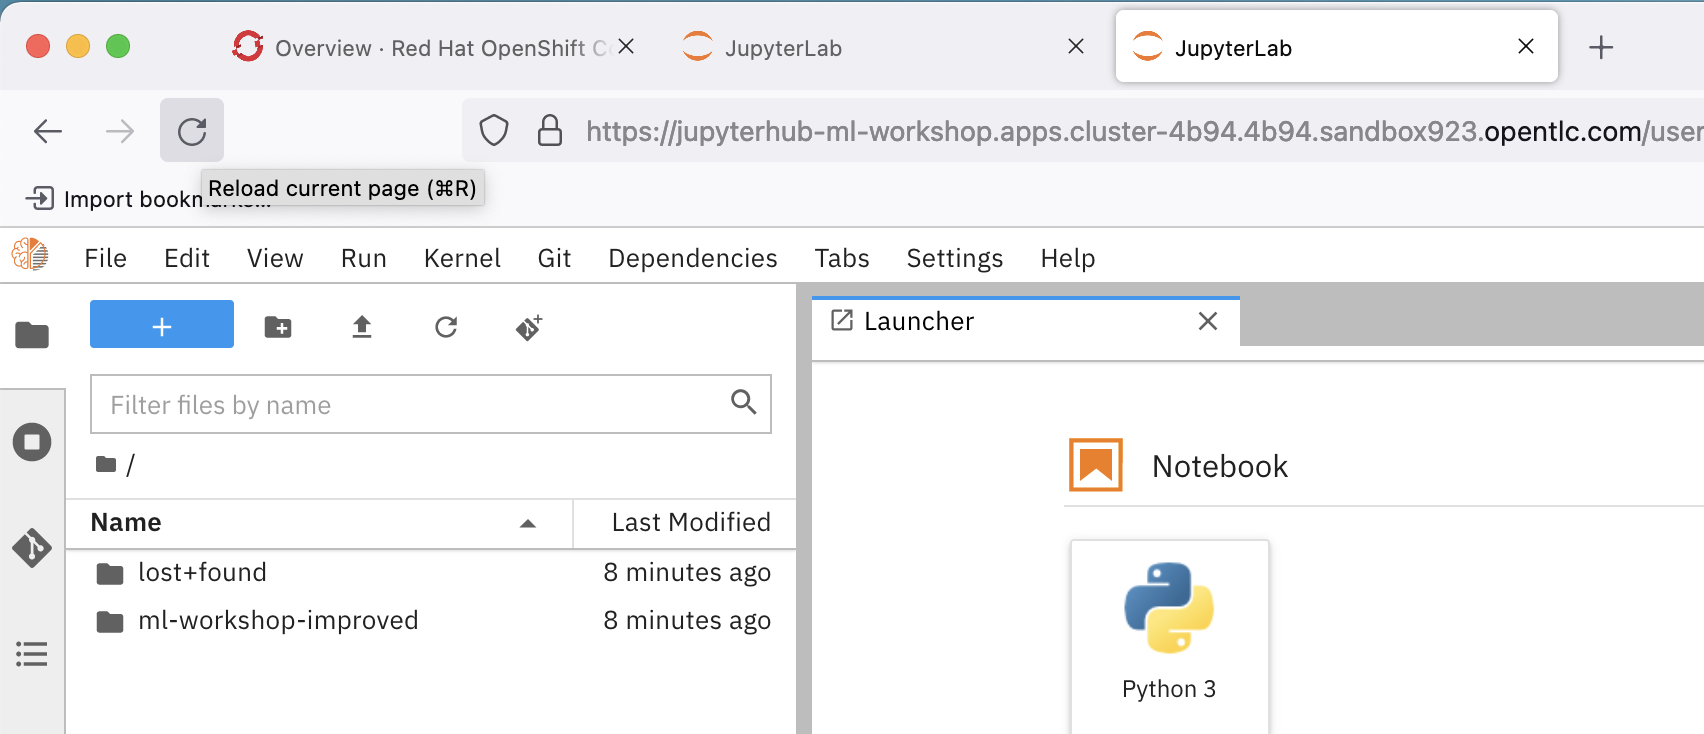 Overview · Red Hat OpenShift C
JupyterLab
JupyterLab
https://jupyterhub-ml-workshop.apps.cluster-4b94.4b94.sandbox923.opentlc.com/user
Reload current page (⌘R)
Import bookmarks...
File Edit View Run Kernel Git Dependencies Tabs Settings Help
Launcher
Filter files by name
/
Notebook
Name Last Modified
lost+found 8 minutes ago
ml-workshop-improved 8 minutes ago
Python 3